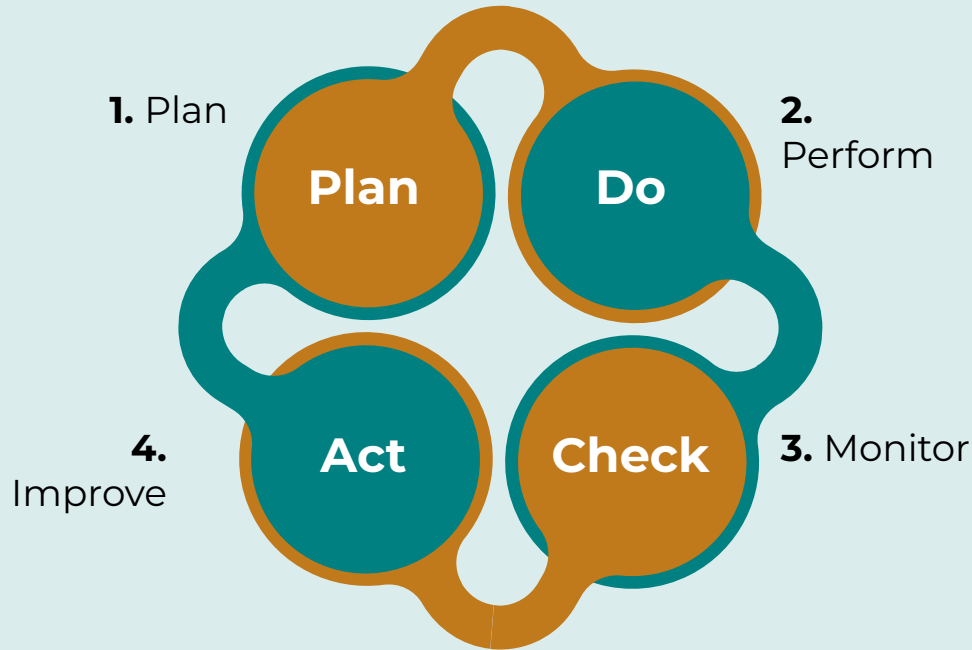 1. Plan
Plan
Do
2.
Perform
4.
Improve
Act
Check
3. Monitor